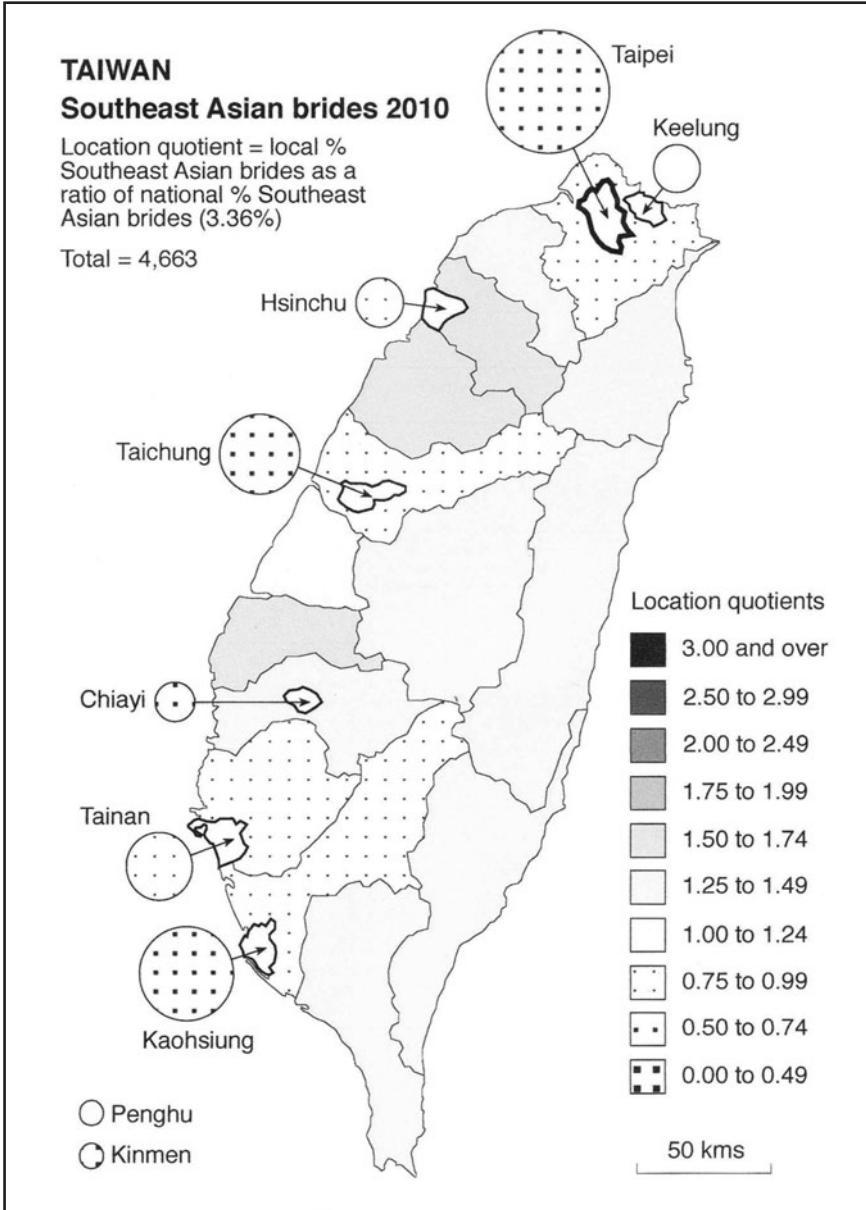 TAIWAN
Southeast Asian brides 2010
Location quotient = local %
Southeast Asian brides as a
ratio of national % Southeast
Asian brides (3.36%)
Total = 4,663
Taipei
Keelung
Hsinchu
Taichung
Chiayi
Tainan
Kaohsiung
Penghu
Kinmen
Location quotients
3.00 and over
2.50 to 2.99
2.00 to 2.49
1.75 to 1.99
1.50 to 1.74
1.25 to 1.49
1.00 to 1.24
0.75 to 0.99
0.50 to 0.74
0.00 to 0.49
50 kms